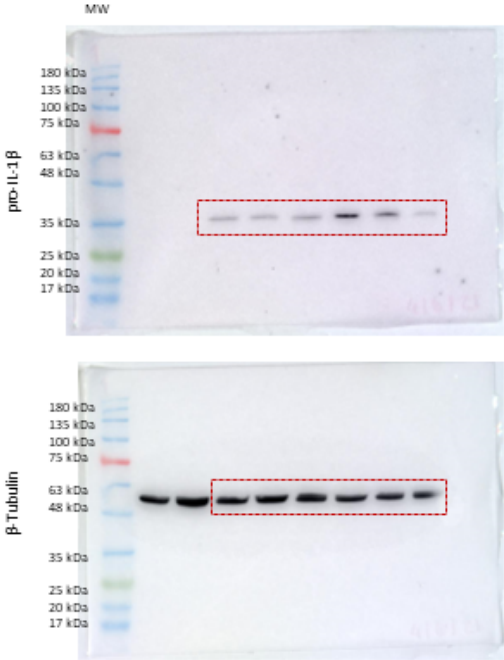 MW
pro-IL-1β
180 kDa
135 kDa
100 kDa
75 kDa
63 kDa
48 kDa
35 kDa
25 kDa
20 kDa
17 kDa
β-Tubulin
180 kDa
135 kDa
100 kDa
75 kDa
63 kDa
48 kDa
35 kDa
25 kDa
20 kDa
17 kDa